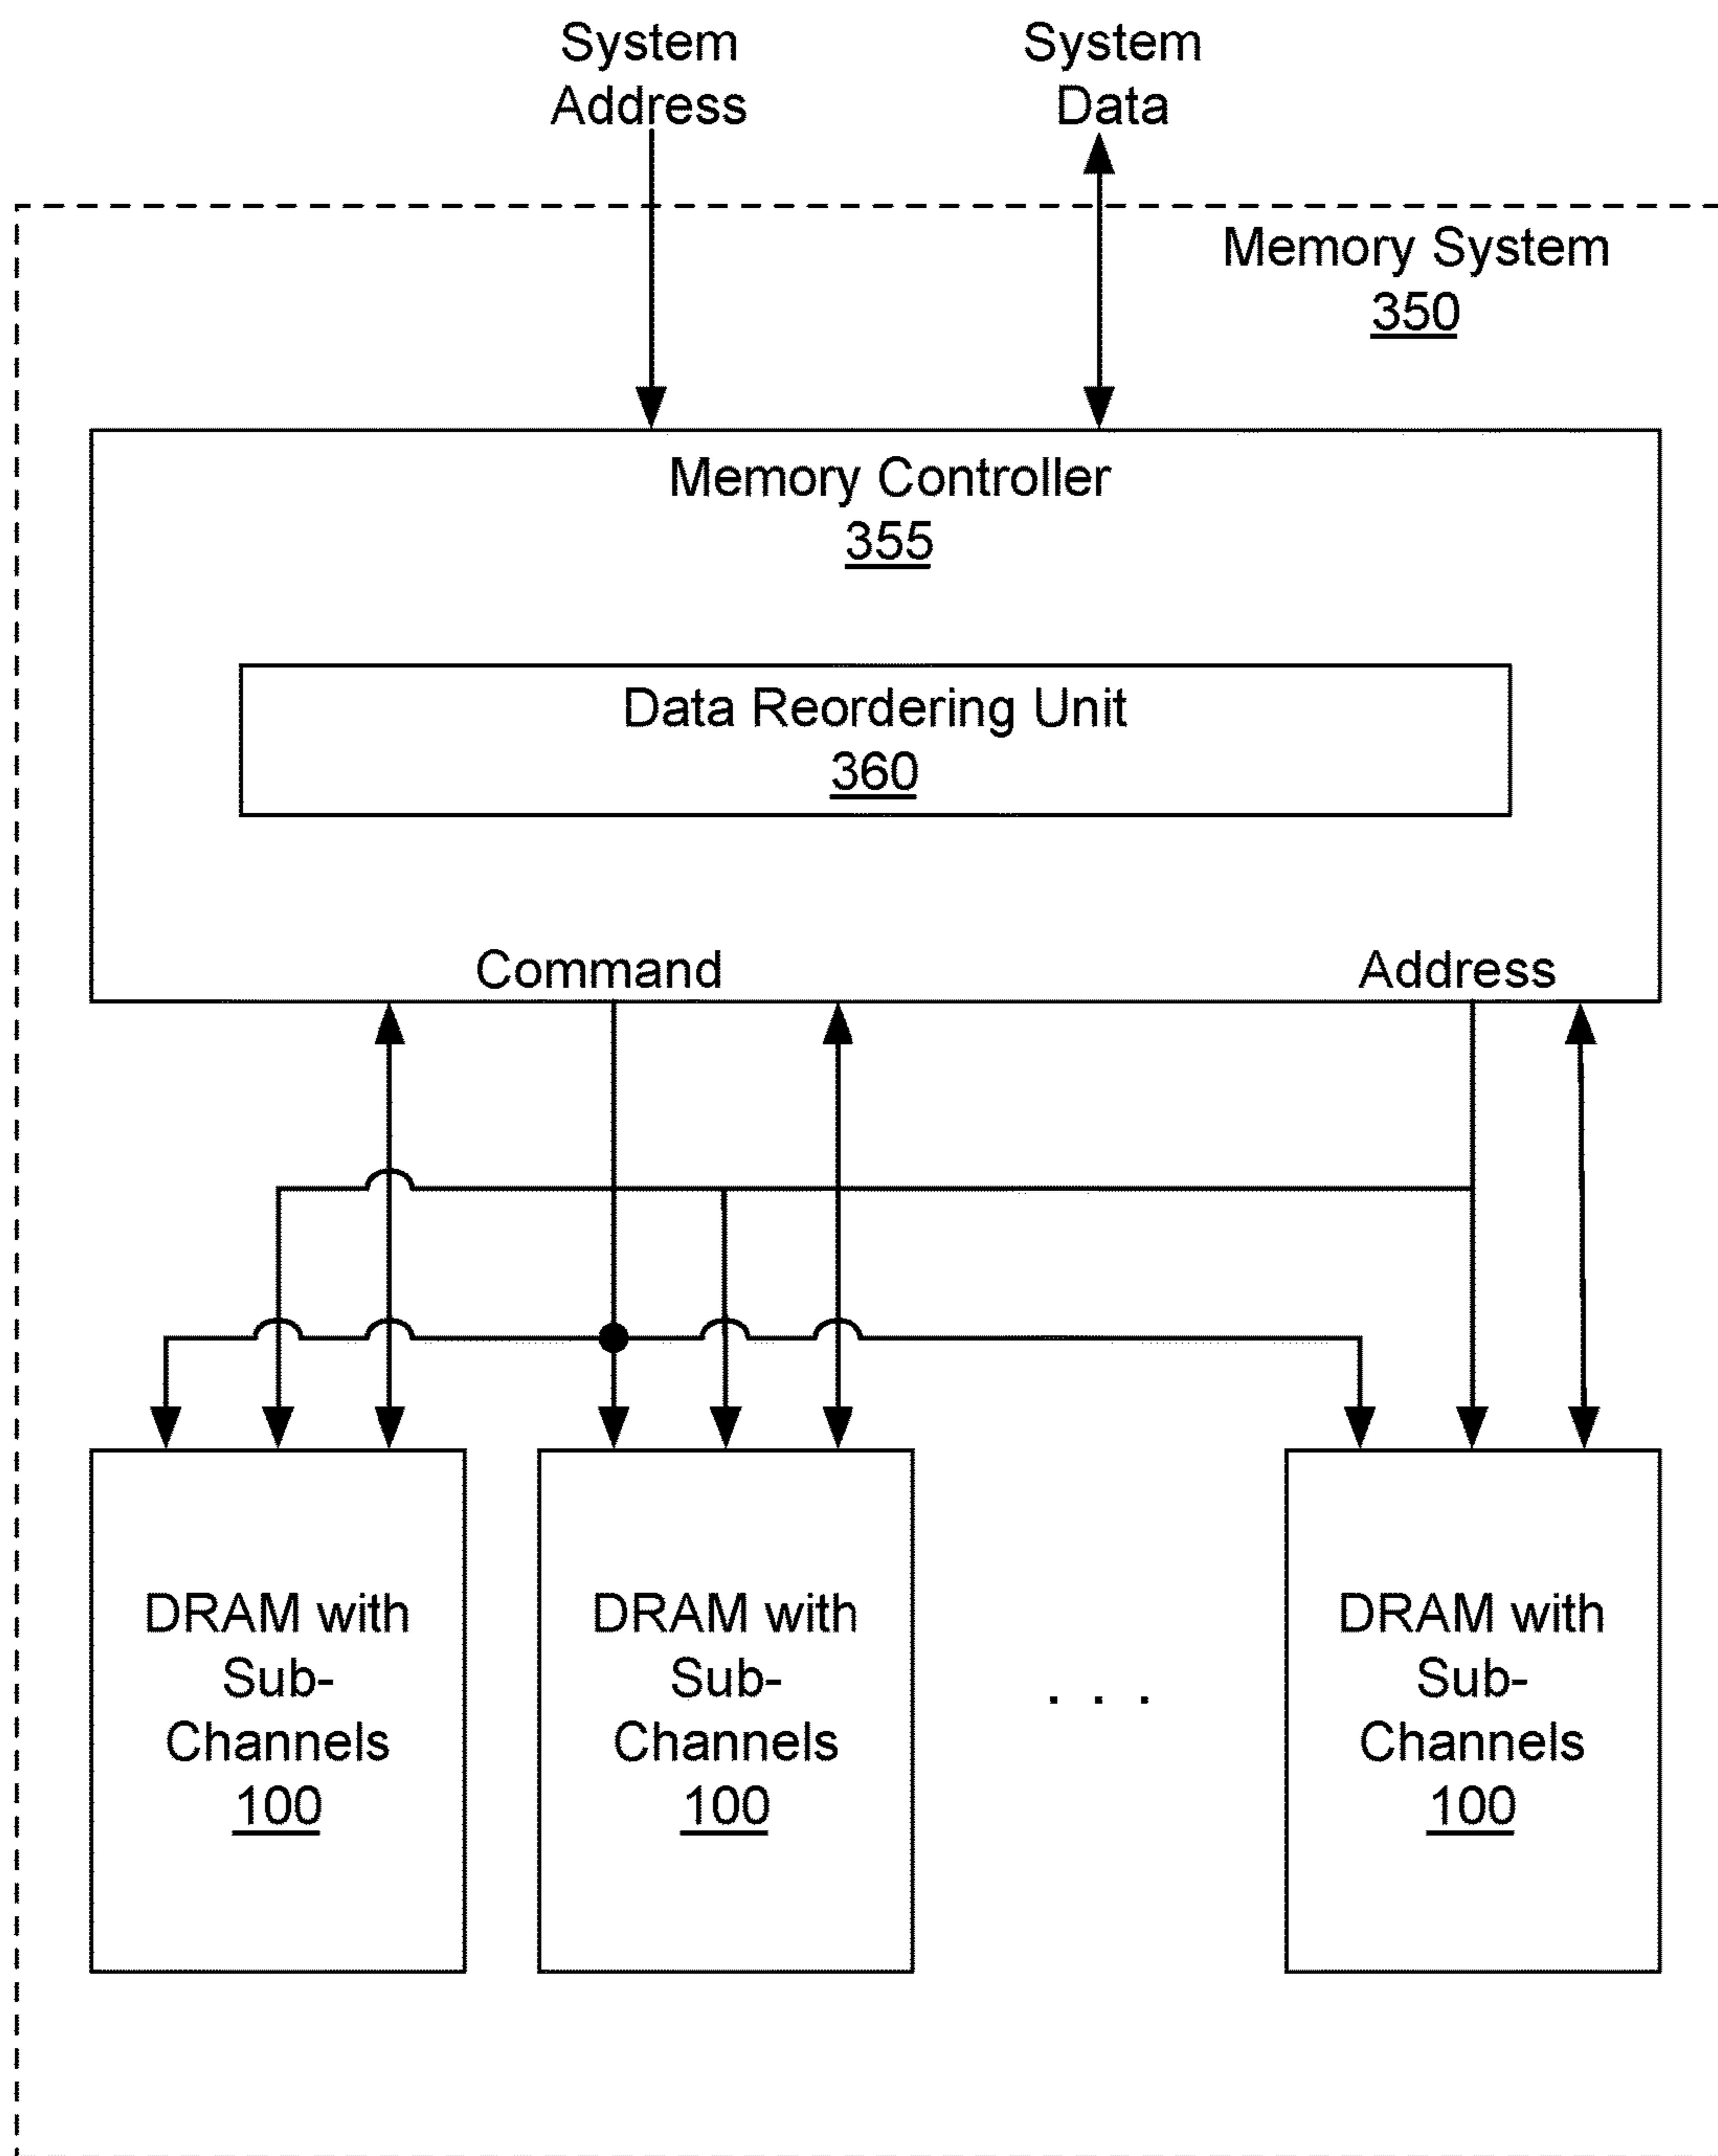 System
Address
System
Data
Memory System
350
Memory Controller
355
Data Reordering Unit
360
Command
Address
DRAM with
Sub-
Channels
100
DRAM with
Sub-
Channels
100
. . .
DRAM with
Sub-
Channels
100